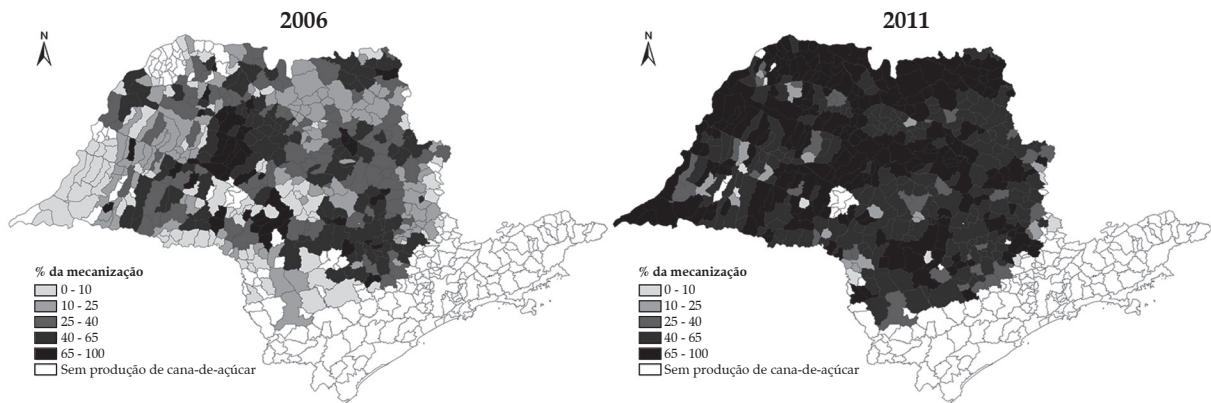 2006
N
% da mecanização
0 - 10
10 - 25
25 - 40
40 - 65
65 - 100
Sem produção de cana-de-açúcar
2011
N
% da mecanização
0 - 10
10 - 25
25 - 40
40 - 65
65 - 100
Sem produção de cana-de-açúcar